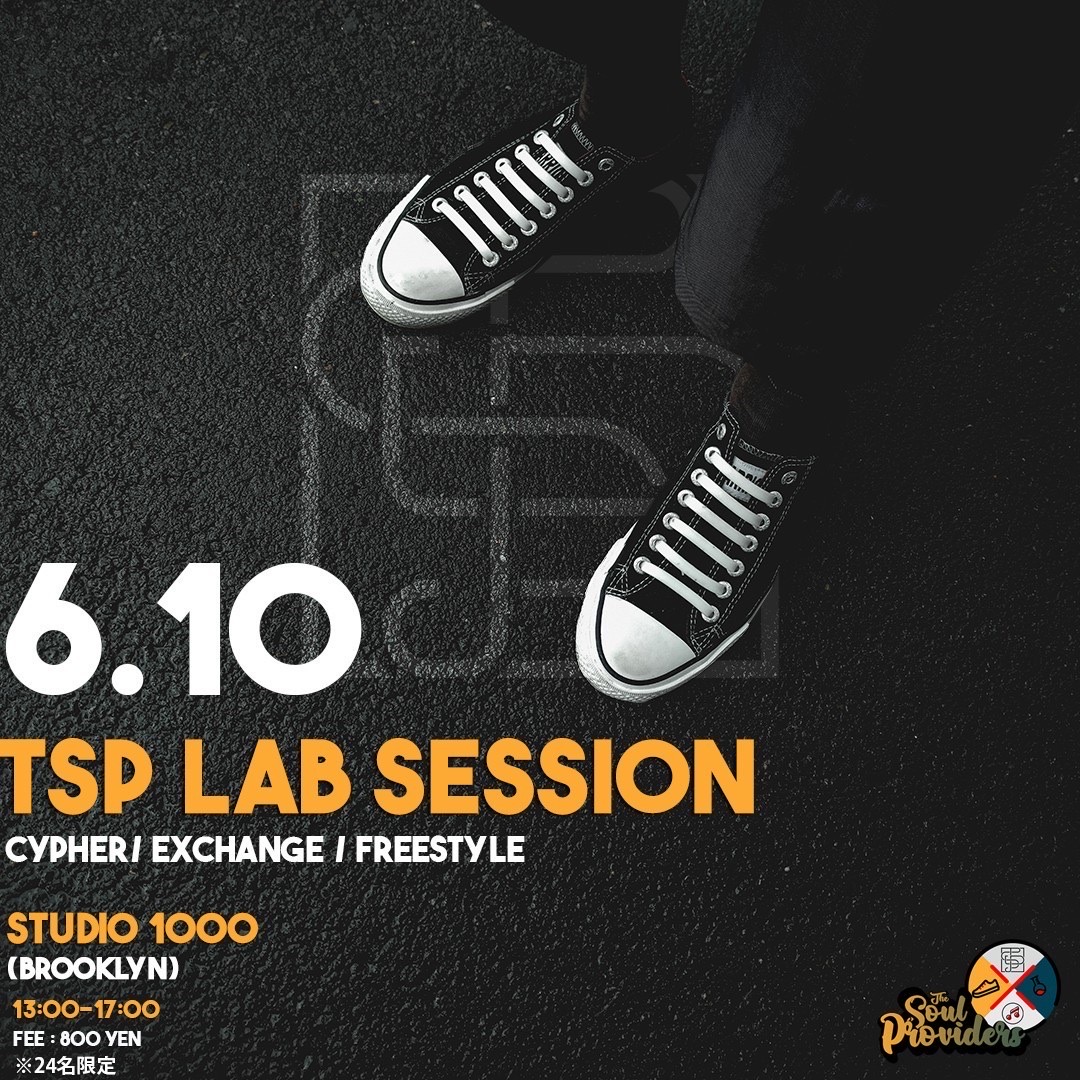 6.10
TSP LAB SESSION
CYPHER/ EXCHANGE / FREESTYLE
STUDIO 1000
(BROOKLYN)
13:00-17:00
FEE : 800 YEN
※24名限定
The
Soul
Providers